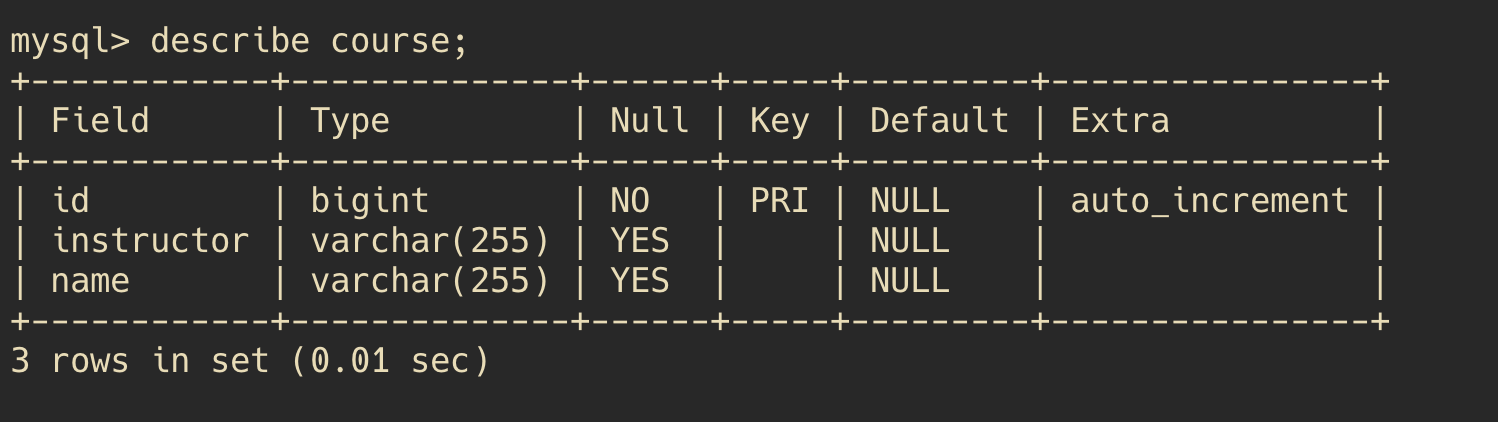 mysql> describe course;
+------------+--------------+------+-----+---------+----------------+
| Field      | Type         | Null | Key | Default | Extra          |
+------------+--------------+------+-----+---------+----------------+
| id         | bigint       | NO   | PRI | NULL    | auto_increment |
| instructor | varchar(255) | YES  |     | NULL    |                |
| name       | varchar(255) | YES  |     | NULL    |                |
+------------+--------------+------+-----+---------+----------------+
3 rows in set (0.01 sec)